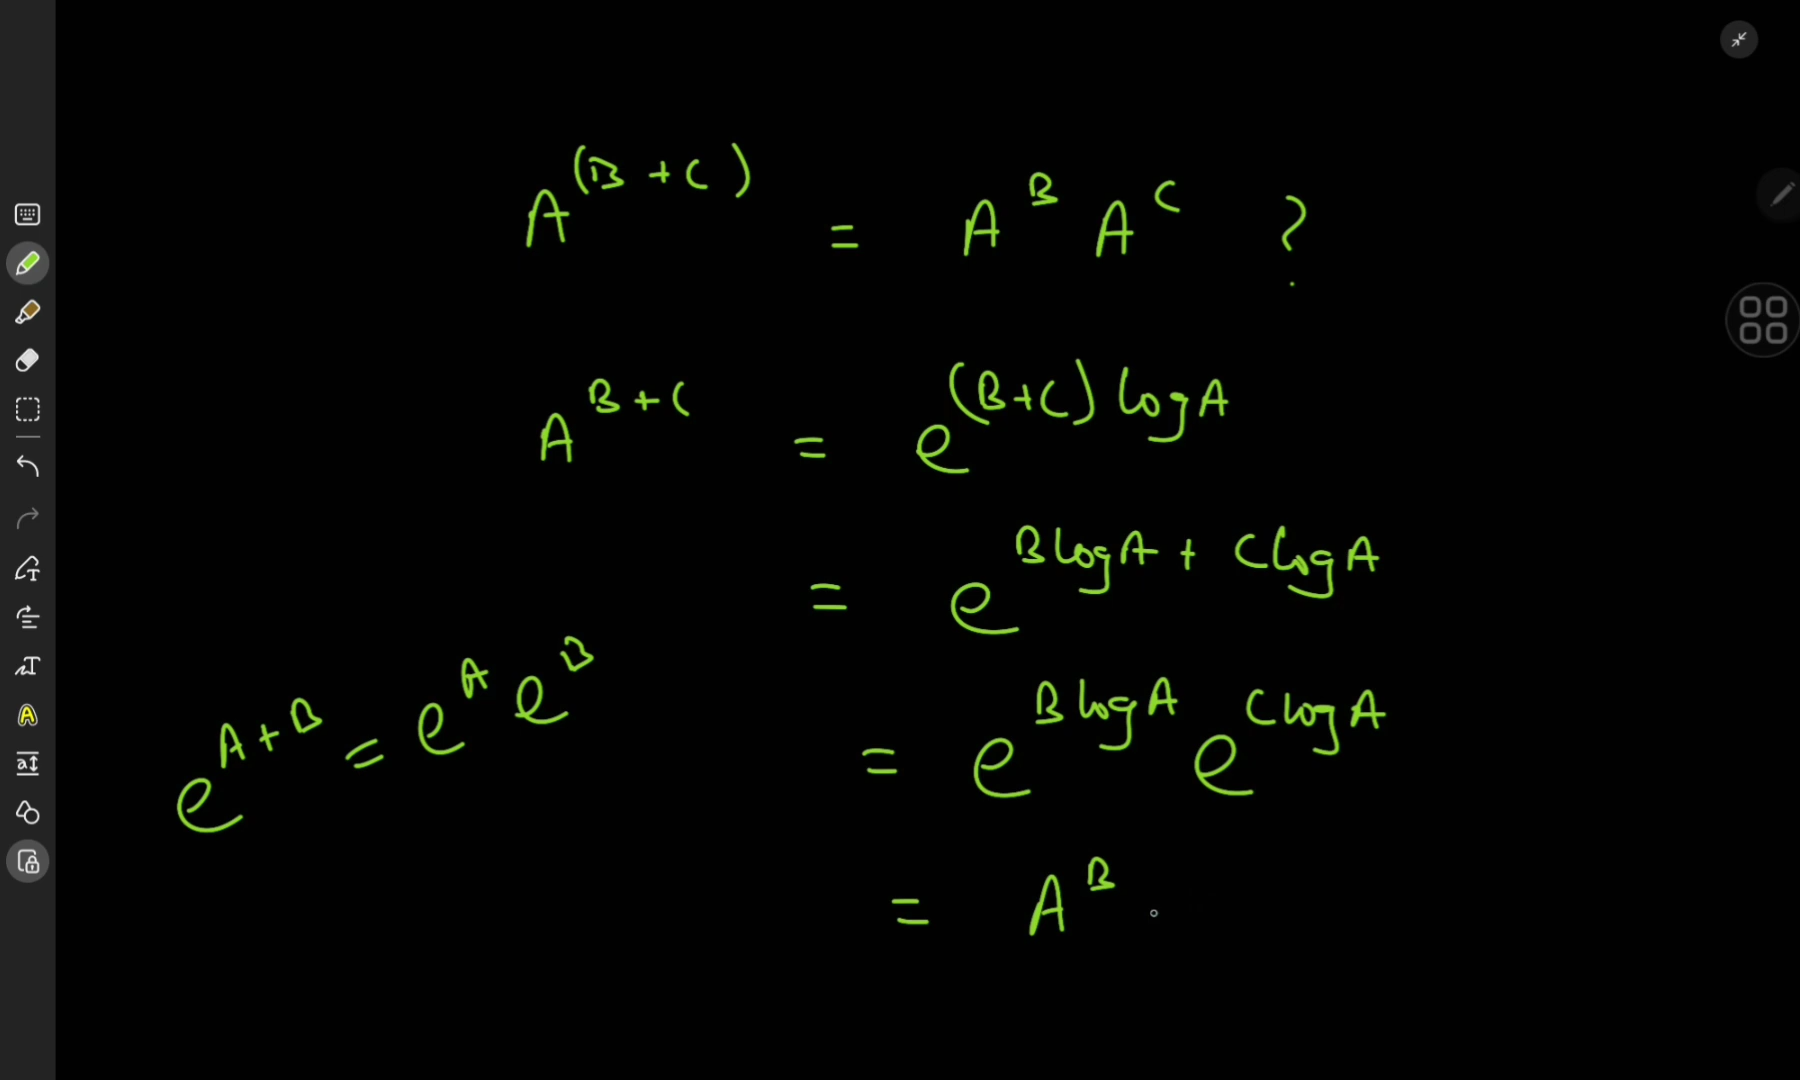 A^(B+C) = A^B A^C ?
A^B+C = e^(B+C) log A
= e^B log A + C log A
e^A+B = e^A e^B
= e^B log A e^C log A
= A^B